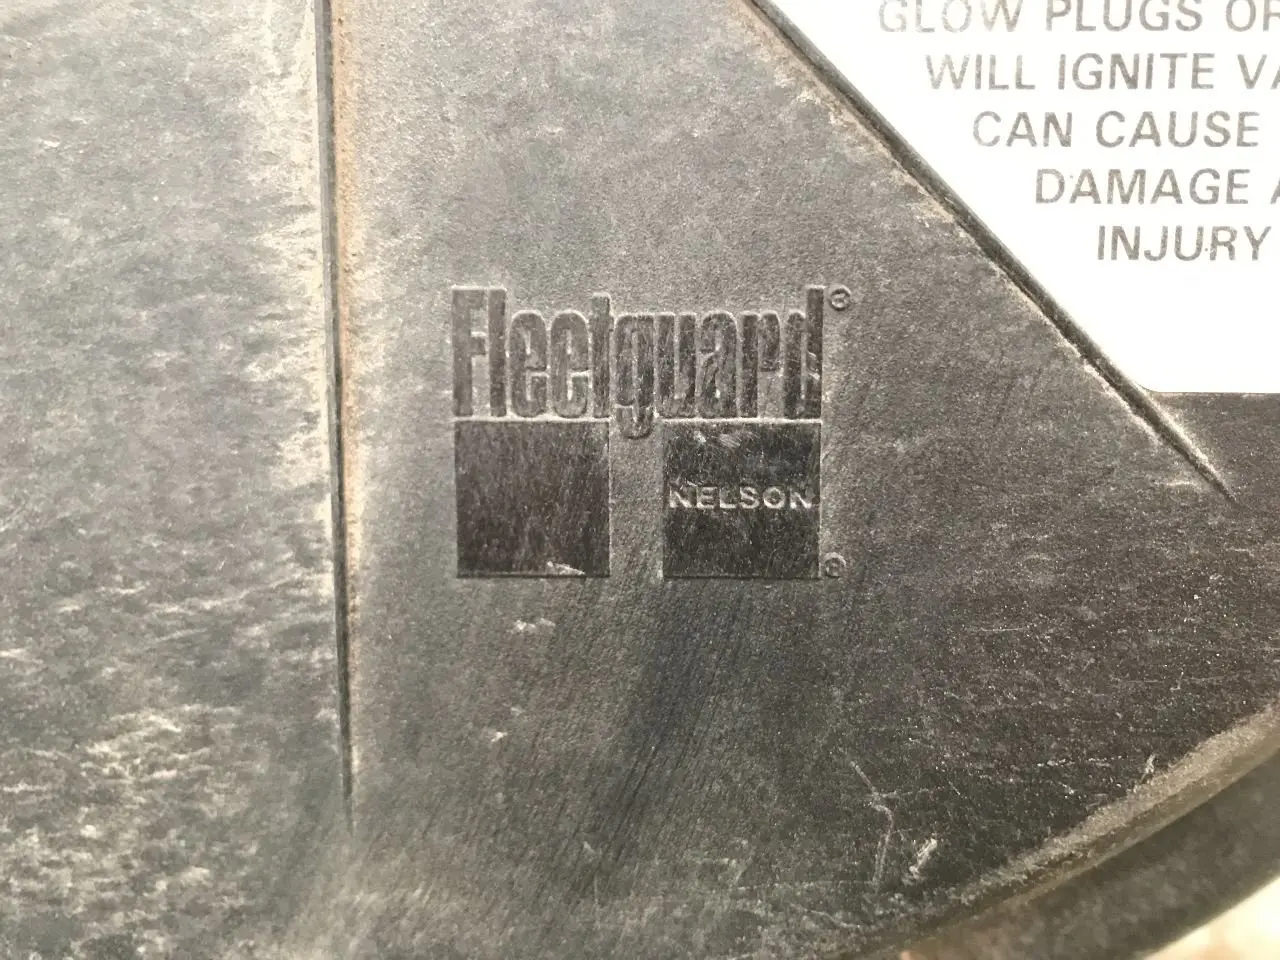 GLOW PLUGS OR
WILL IGNITE VA
CAN CAUSE
DAMAGE A
INJURY
Fleetguard®
NELSON
®